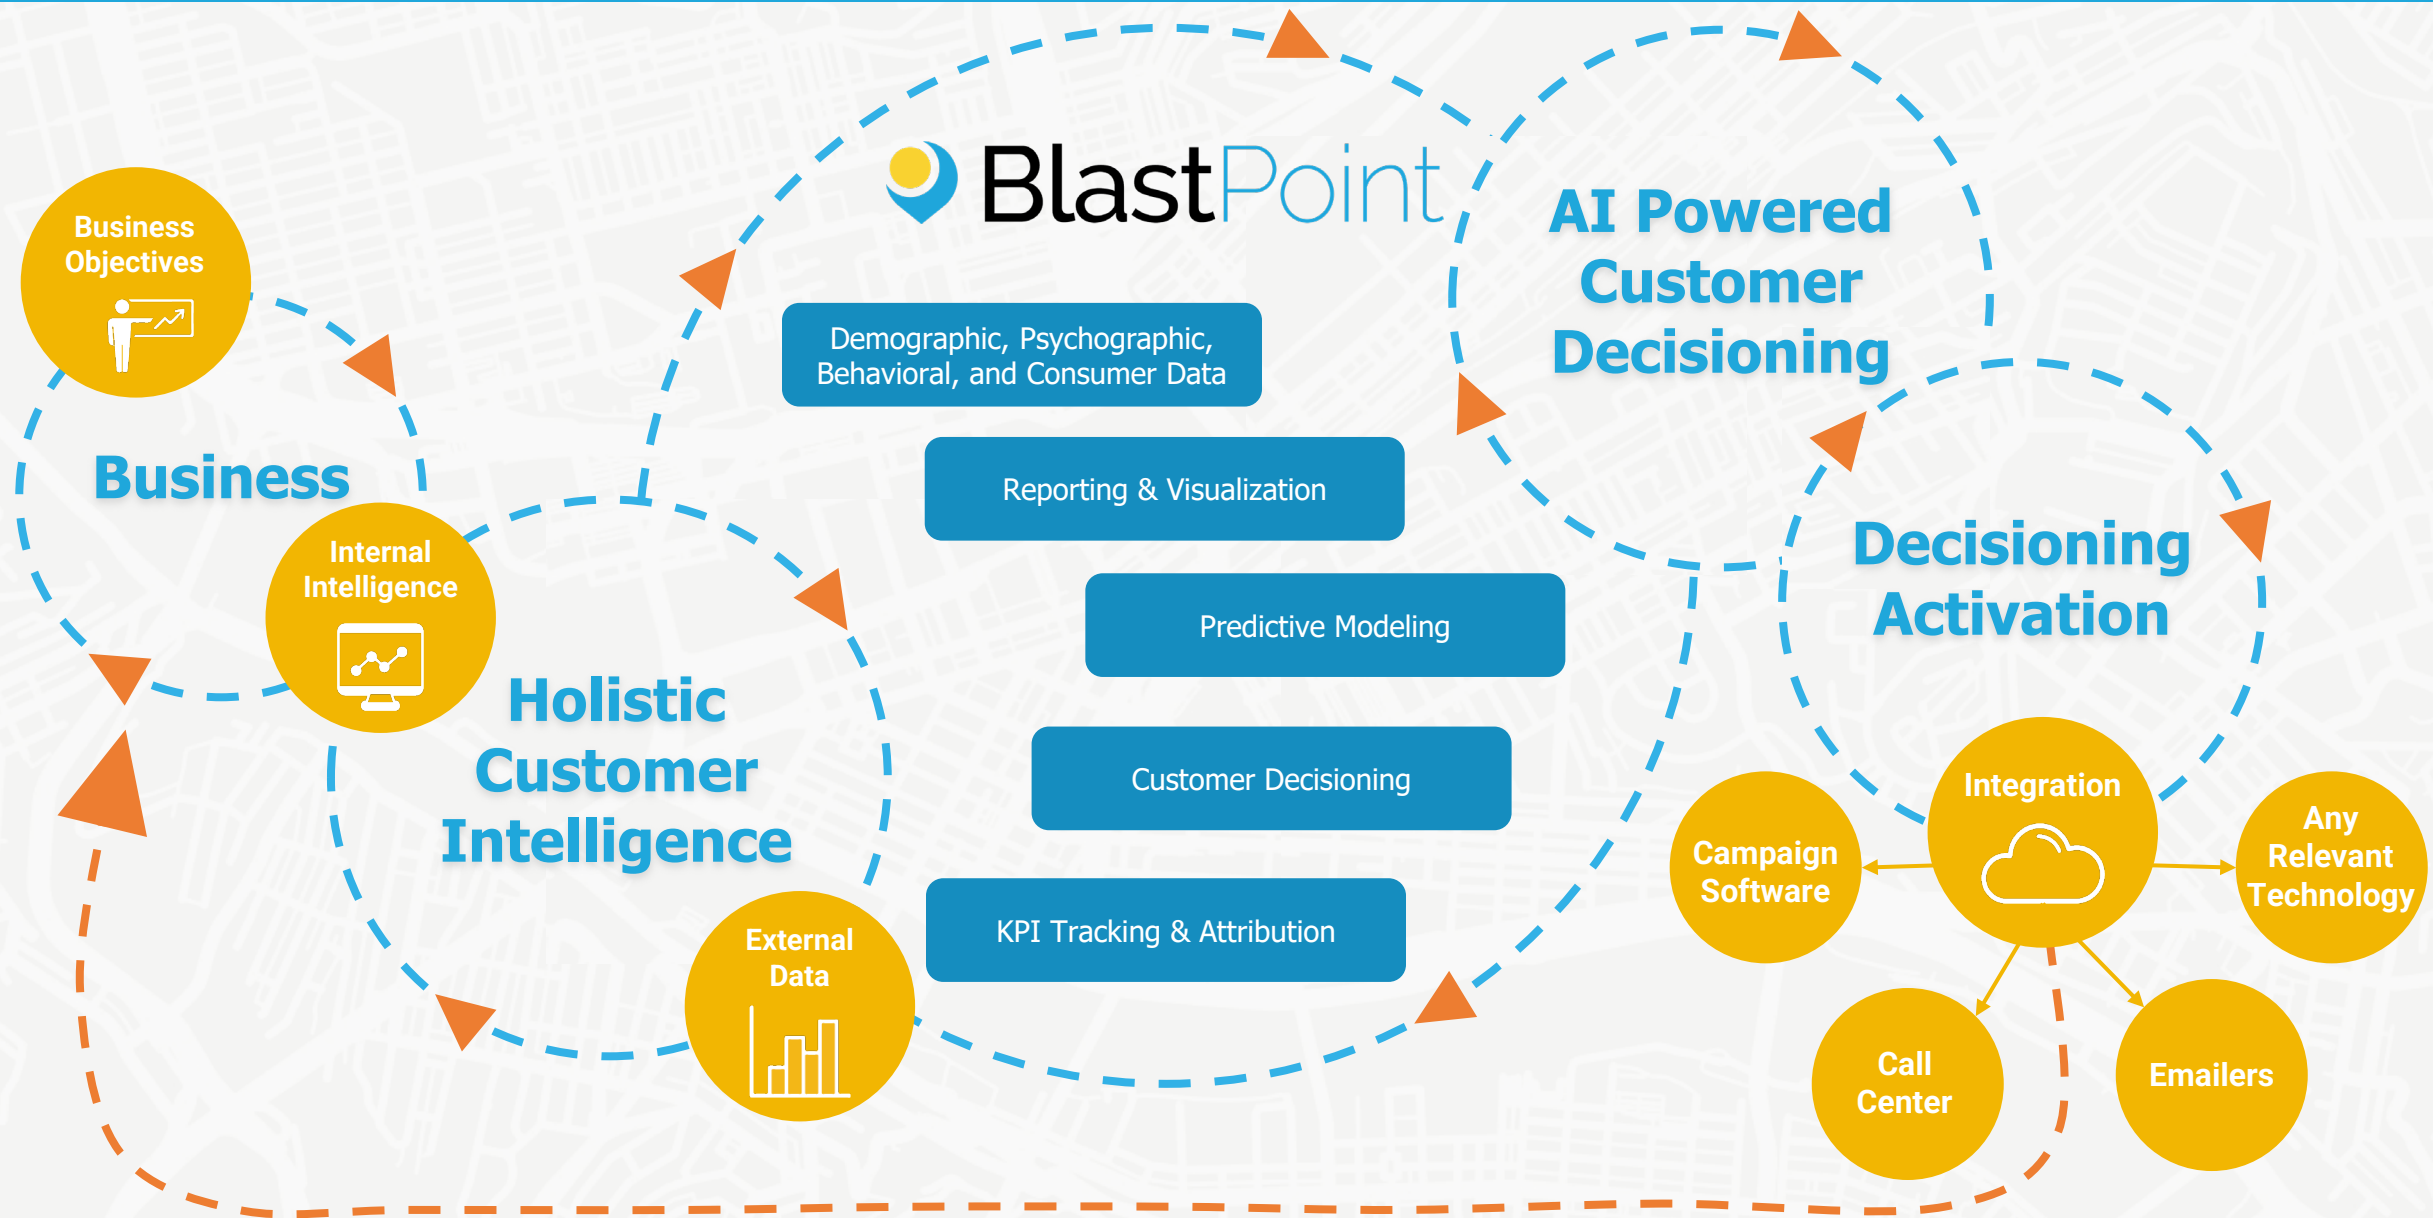 BlastPoint
Business
Objectives
Business
Internal
Intelligence
Holistic
Customer
Intelligence
External
Data
Demographic, Psychographic,
Behavioral, and Consumer Data
Reporting & Visualization
Predictive Modeling
Customer Decisioning
KPI Tracking & Attribution
AI Powered
Customer
Decisioning
Decisioning
Activation
Integration
Campaign
Software
Call
Center
Emailers
Any
Relevant
Technology